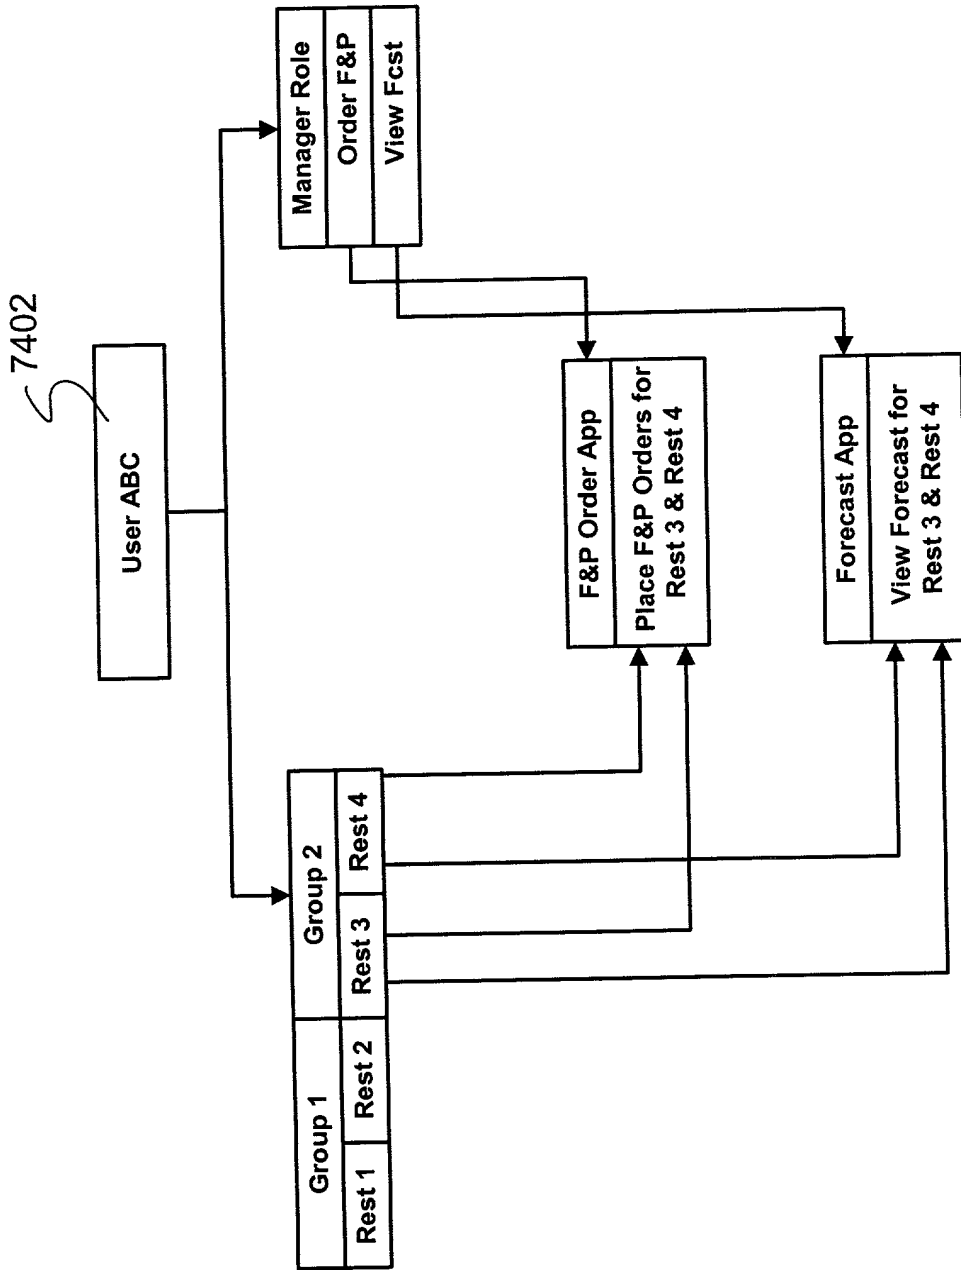 7402
User ABC
Group 1
Group 2
Rest 1
Rest 2
Rest 3
Rest 4
Manager Role
Order F&P
View Fcst
F&P Order App
Place F&P Orders for
Rest 3 & Rest 4
Forecast App
View Forecast for
Rest 3 & Rest 4